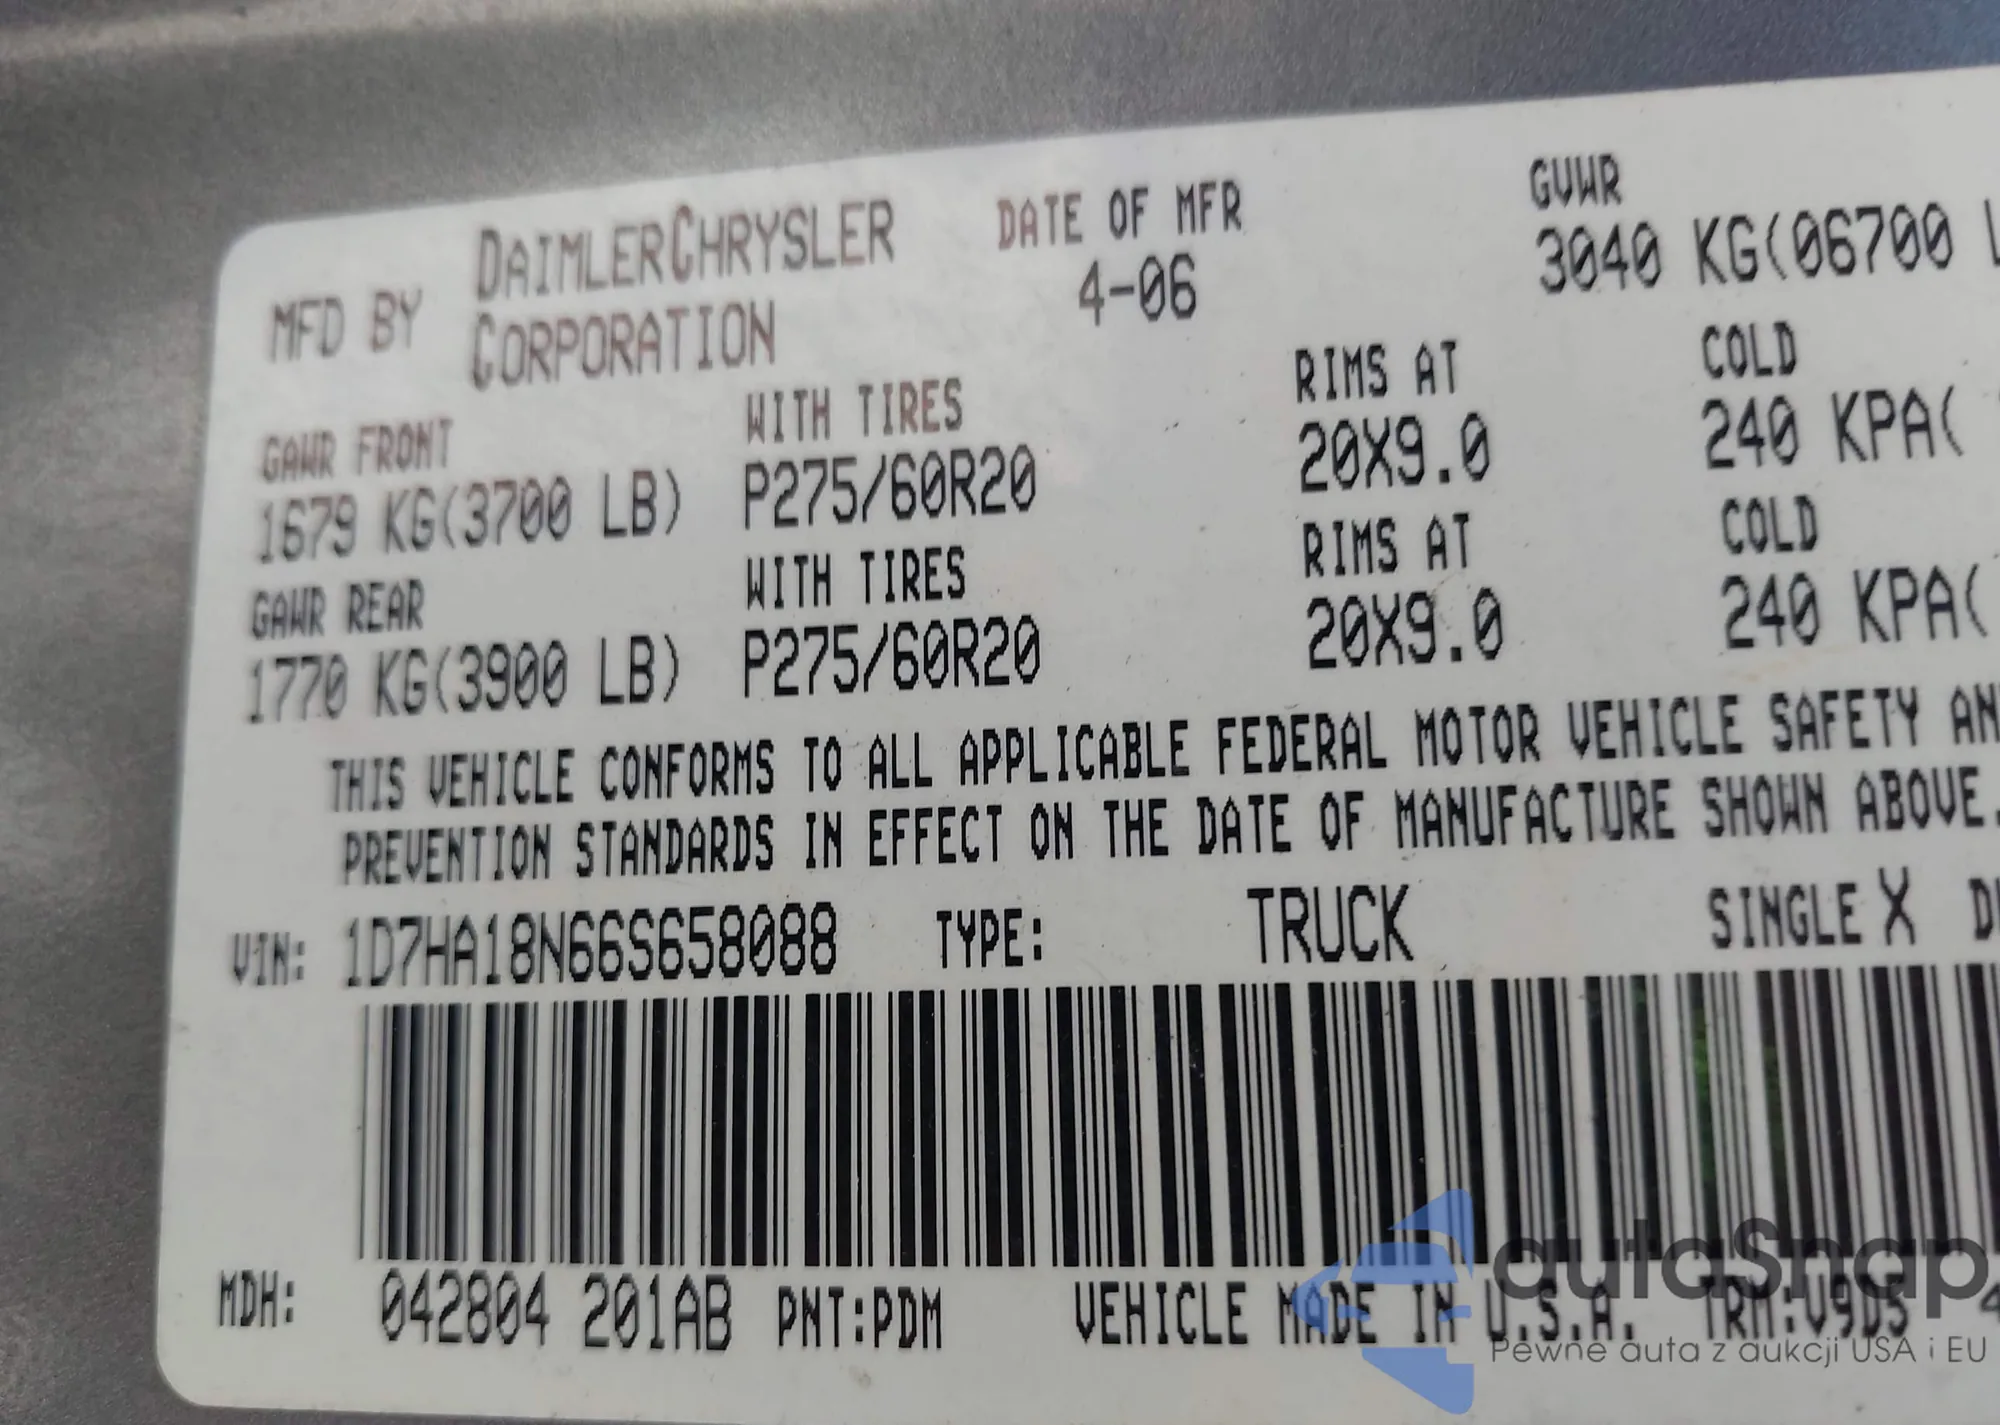 MFD BY DAIMLERCHRYSLER CORPORATION DATE OF MFR 4-06 GVWR 3040 KG(06700
GAWR FRONT WITH TIRES RIMS AT COLD
1679 KG(3700 LB) P275/60R20 20X9.0 240 KPA(
GAWR REAR WITH TIRES RIMS AT COLD
1770 KG(3900 LB) P275/60R20 20X9.0 240 KPA(
THIS VEHICLE CONFORMS TO ALL APPLICABLE FEDERAL MOTOR VEHICLE SAFETY AN
PREVENTION STANDARDS IN EFFECT ON THE DATE OF MANUFACTURE SHOWN ABOVE.
VIN: 1D7HA18N66S658088 TYPE: TRUCK SINGLE X D
MDH: 042804 201AB PNT:PDM VEHICLE MADE IN U.S.A. TRM:V9D5 4
autaSnap
Pewne auta z aukcji USA i EU